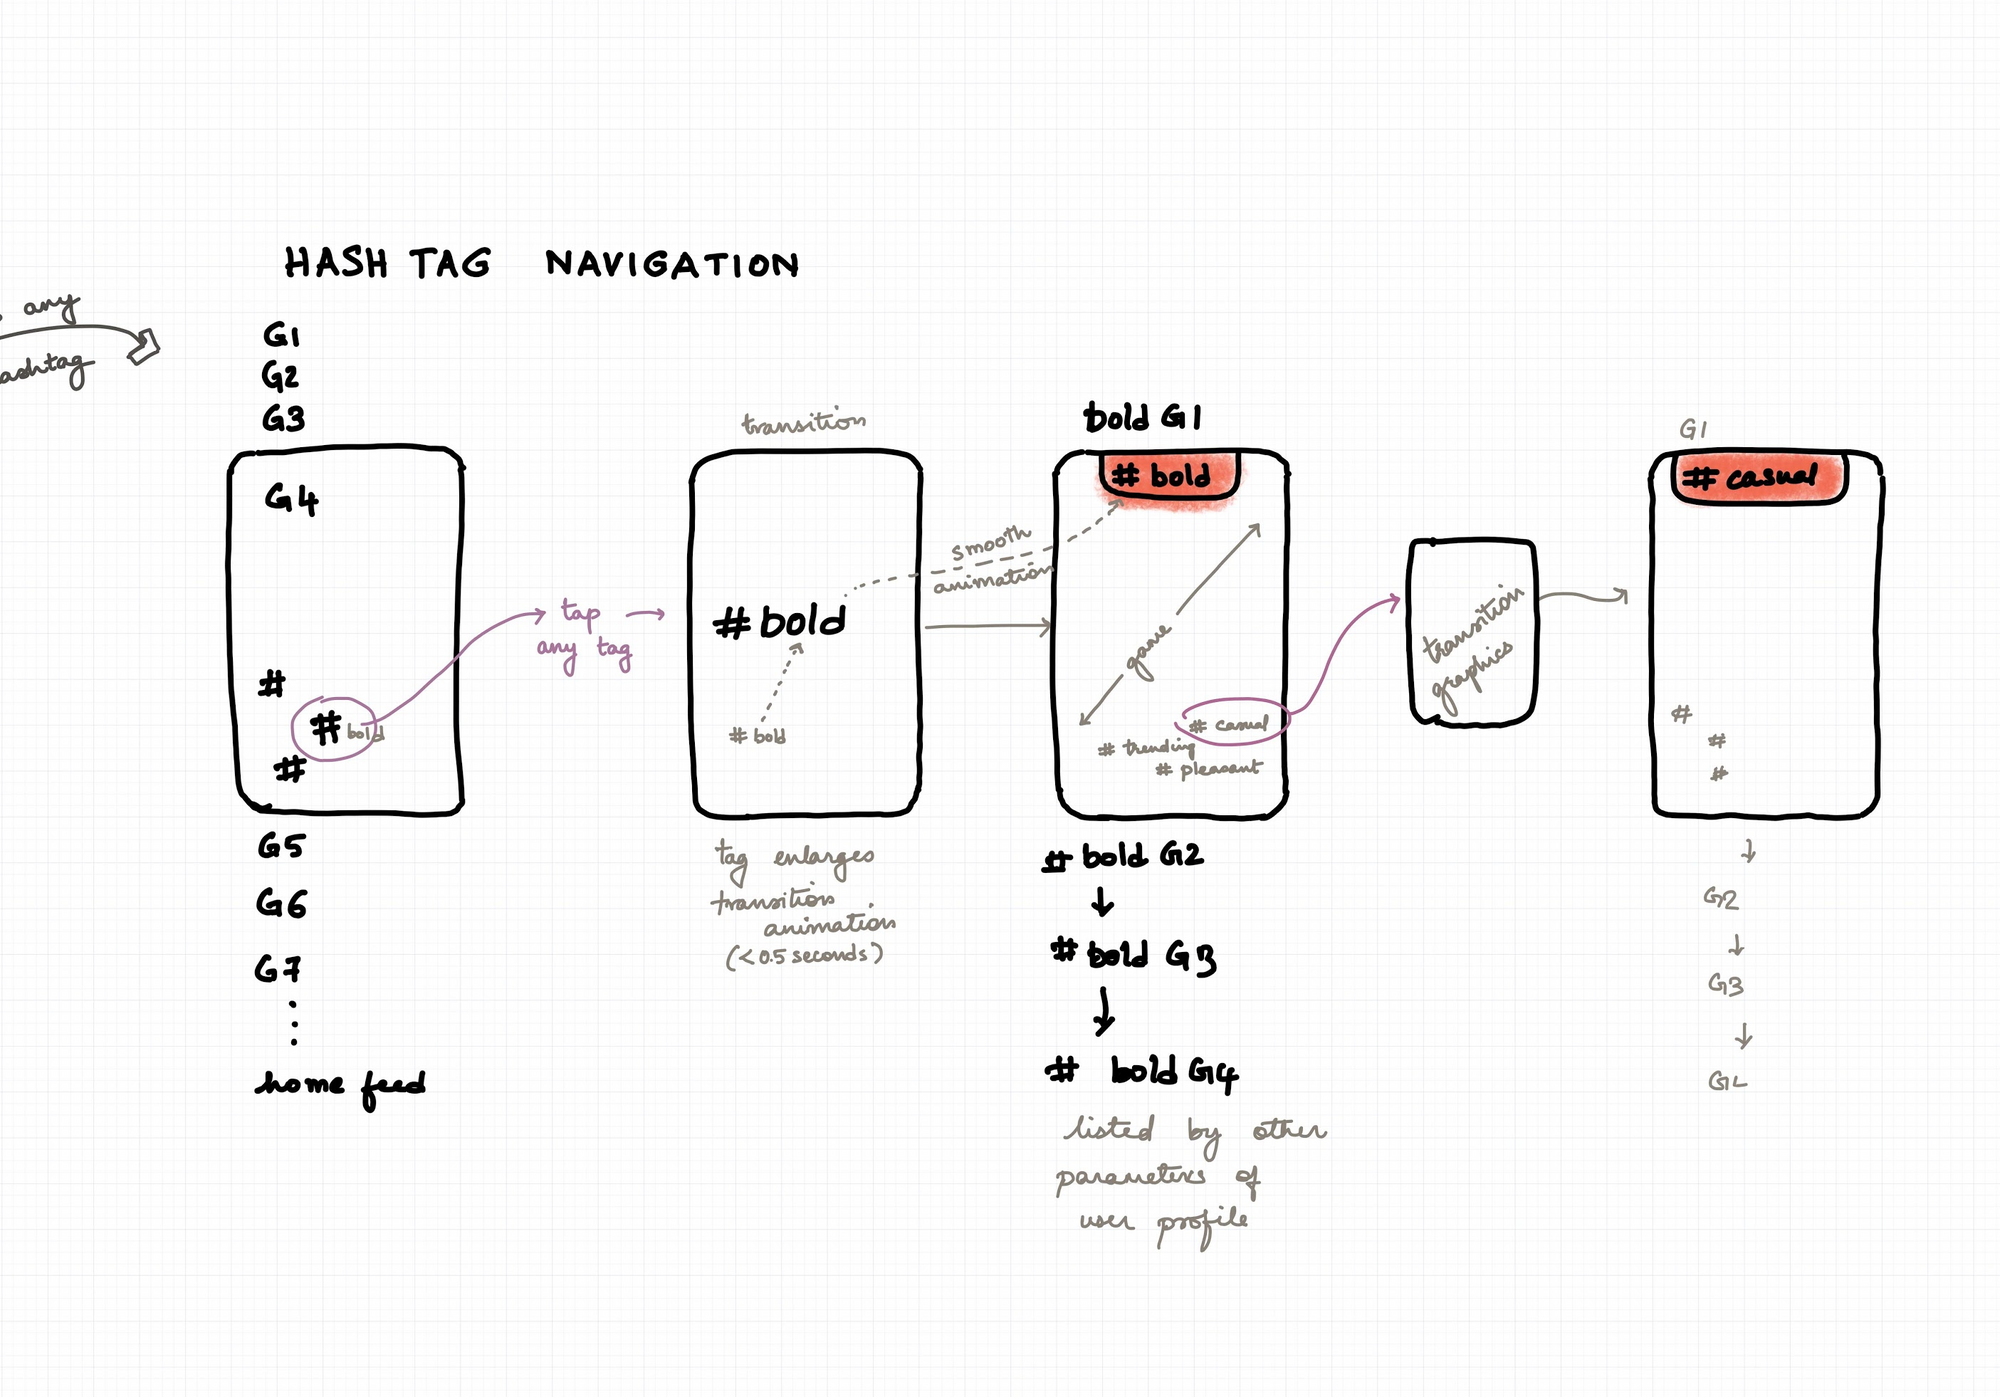 HASH TAG NAVIGATION
any
ashtag
G1
G2
G3
G4
#
# bold
#
G5
G6
G7
home feed
tap
any tag
transition
# bold
# bold
tag enlarges
transition
animation
(<0.5 seconds)
smooth
animation
bold G1
# bold
game
# casual
# trending
# pleasant
# bold G2
# bold G3
# bold G4
listed by other
parameters of
user profile
transition
graphics
G1
# casual
#
#
#
G2
G3